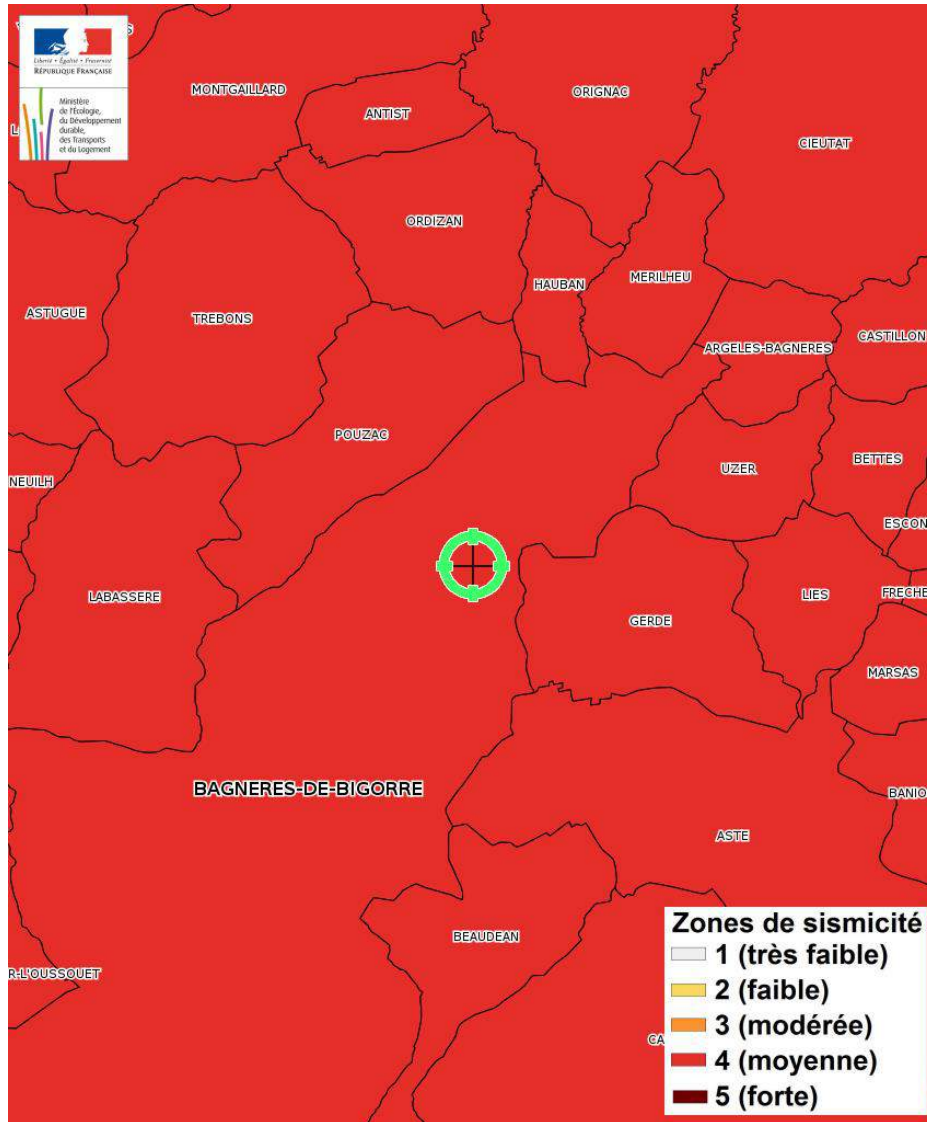 Liberté • Égalité • Fraternité
RÉPUBLIQUE FRANÇAISE
Ministère
de l'Écologie,
du Développement
durable,
des Transports
et du Logement
MONTGAILLARD
ANTIST
ORIGNAC
CIEUTAT
ORDIZAN
HAUBAN
MERILHEU
ASTUGUE
TREBONS
ARGELES-BAGNERES
CASTILLON
POUZAC
UZER
BETTES
NEUILH
ESCON
LABASSERE
GERDE
LIES
FRECHE
MARSAS
BAGNERES-DE-BIGORRE
BANIO
ASTE
BEAUDEAN
R-L'OUSSOUET
CA
Zones de sismicité
1 (très faible)
2 (faible)
3 (modérée)
4 (moyenne)
5 (forte)